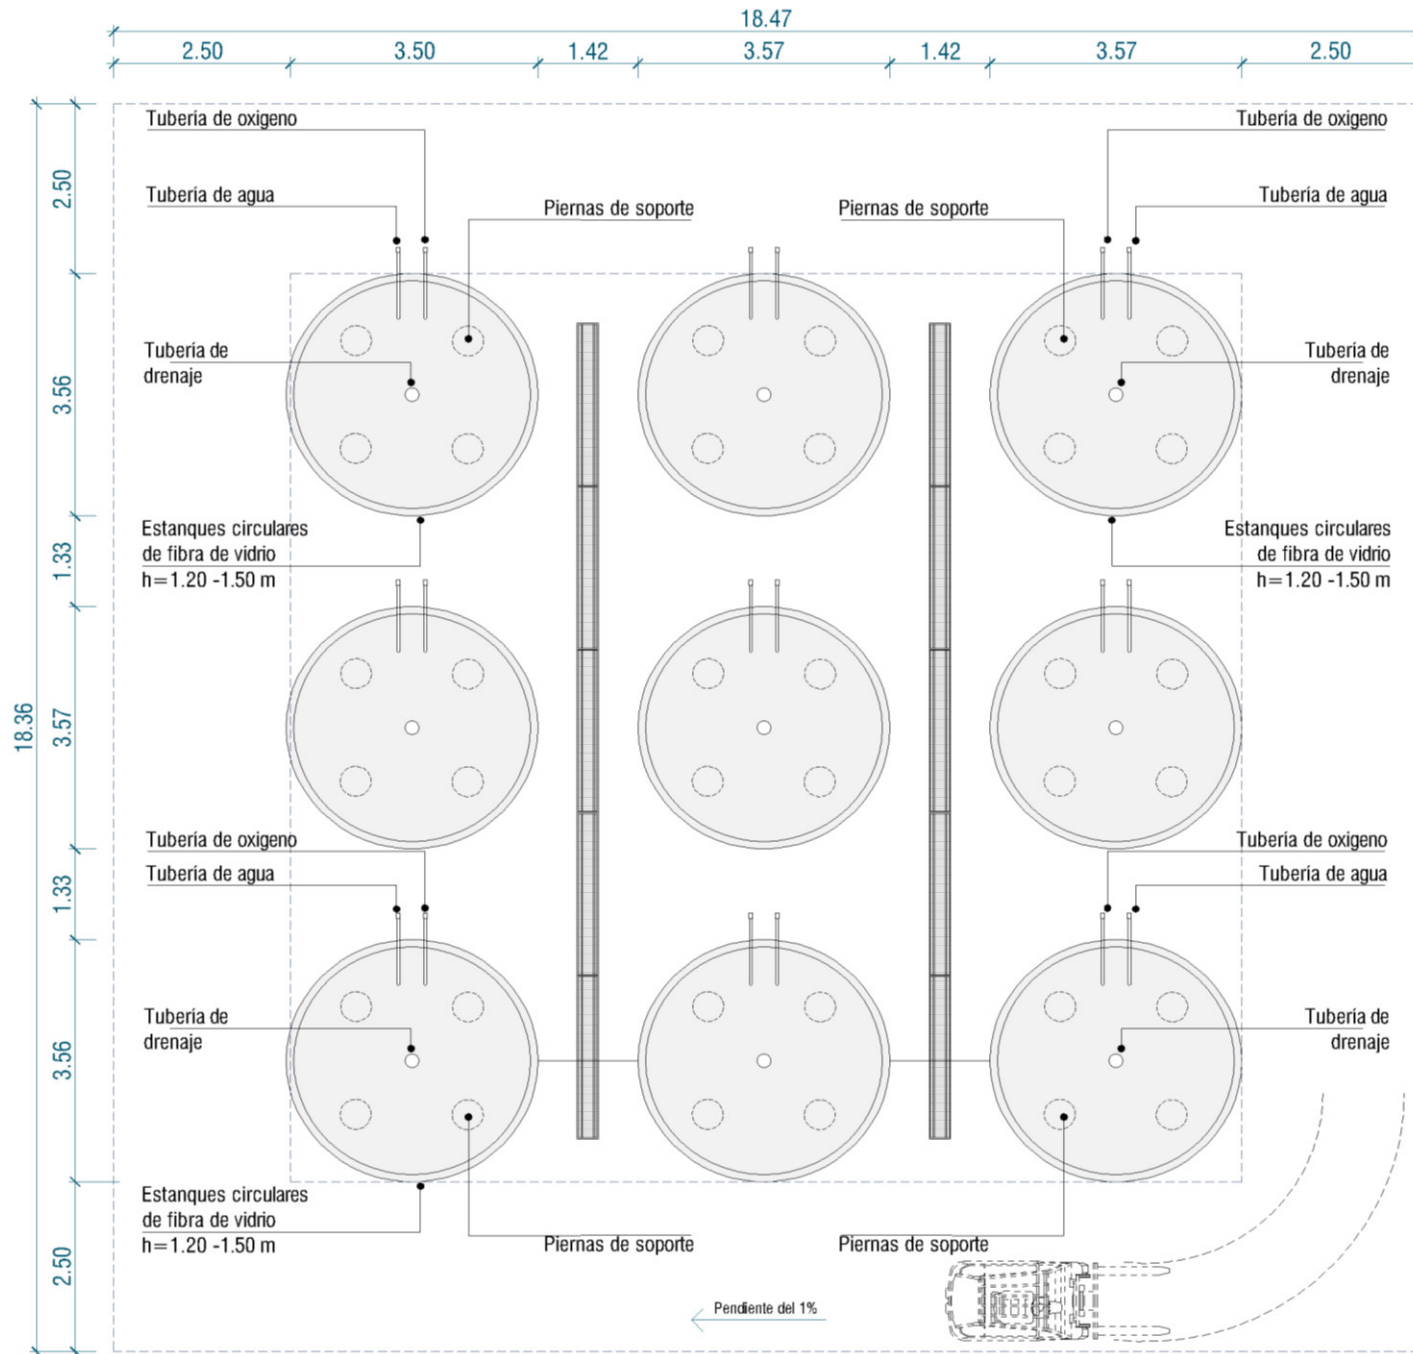 18.47
2.50 3.50 1.42 3.57 1.42 3.57 2.50
Tubería de oxigeno
Tubería de oxigeno
Tubería de agua
Tubería de agua
Piernas de soporte
Piernas de soporte
2.50
Tubería de
drenaje
Tubería de
drenaje
3.56
Estanques circulares
de fibra de vidrio
h=1.20 -1.50 m
Estanques circulares
de fibra de vidrio
h=1.20 -1.50 m
1.33
18.36
3.57
Tubería de oxigeno
Tubería de oxigeno
Tubería de agua
Tubería de agua
1.33
Tubería de
drenaje
Tubería de
drenaje
3.56
Estanques circulares
de fibra de vidrio
h=1.20 -1.50 m
Piernas de soporte
Piernas de soporte
2.50
Pendiente del 1%